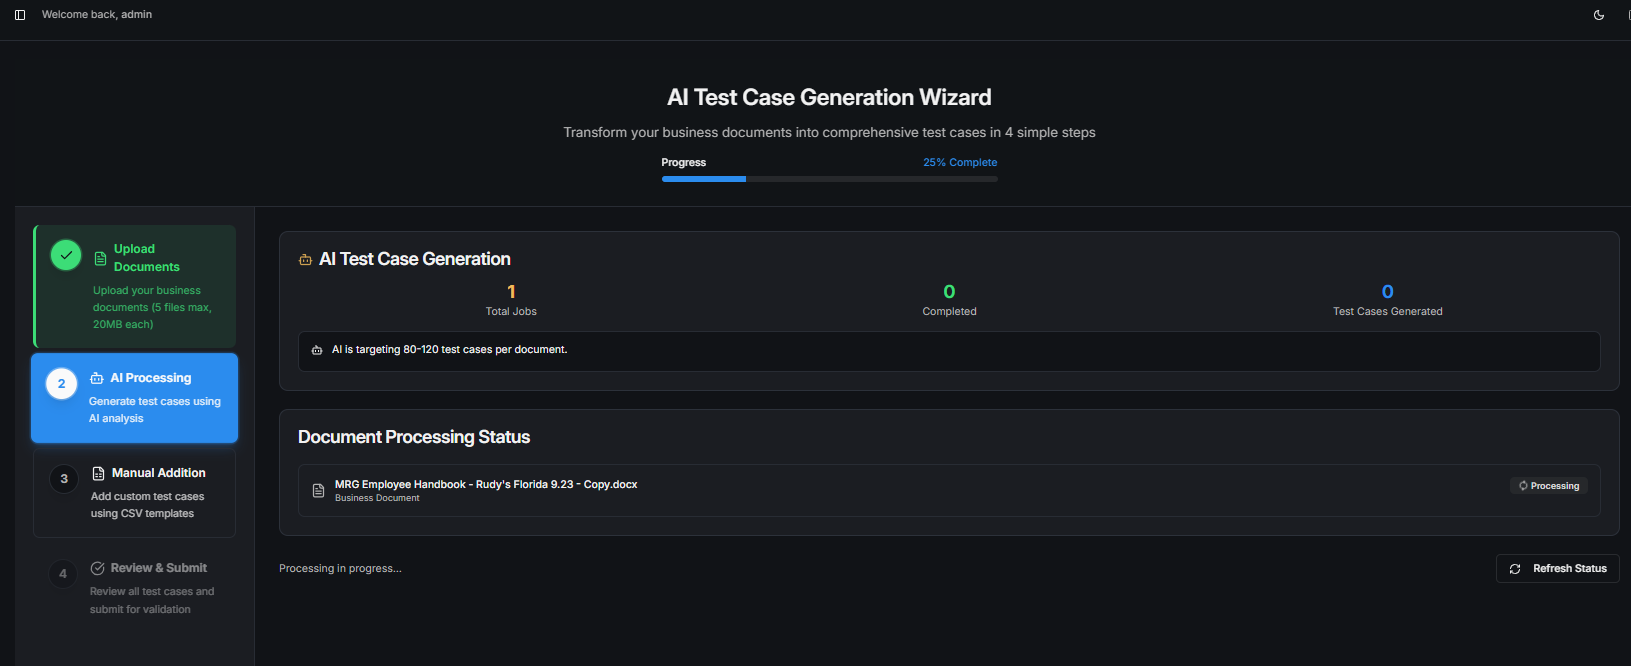 Welcome back, admin
AI Test Case Generation Wizard
Transform your business documents into comprehensive test cases in 4 simple steps
Progress
25% Complete
Upload
Documents
Upload your business
documents (5 files max,
20MB each)
2
AI Processing
Generate test cases using
AI analysis
3
Manual Addition
Add custom test cases
using CSV templates
4
Review & Submit
Review all test cases and
submit for validation
AI Test Case Generation
1
Total Jobs
0
Completed
0
Test Cases Generated
AI is targeting 80-120 test cases per document.
Document Processing Status
MRG Employee Handbook - Rudy's Florida 9.23 - Copy.docx
Business Document
Processing
Processing in progress...
Refresh Status